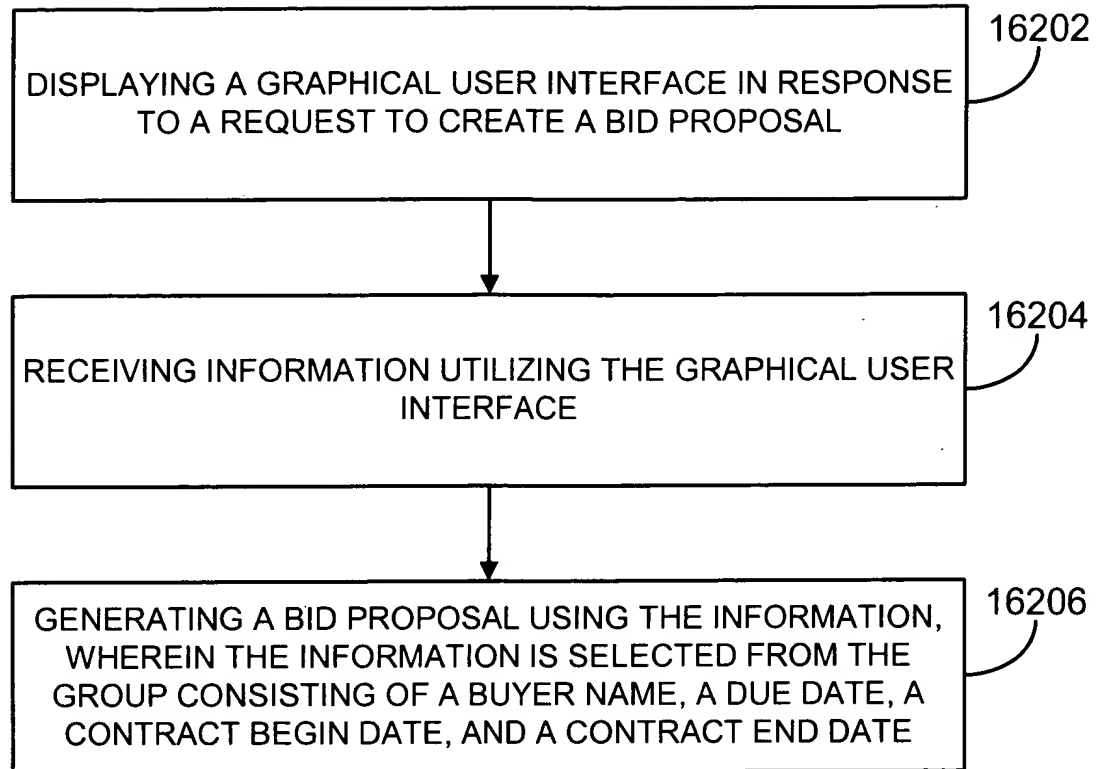 16202
DISPLAYING A GRAPHICAL USER INTERFACE IN RESPONSE
TO A REQUEST TO CREATE A BID PROPOSAL
16204
RECEIVING INFORMATION UTILIZING THE GRAPHICAL USER
INTERFACE
16206
GENERATING A BID PROPOSAL USING THE INFORMATION,
WHEREIN THE INFORMATION IS SELECTED FROM THE
GROUP CONSISTING OF A BUYER NAME, A DUE DATE, A
CONTRACT BEGIN DATE, AND A CONTRACT END DATE